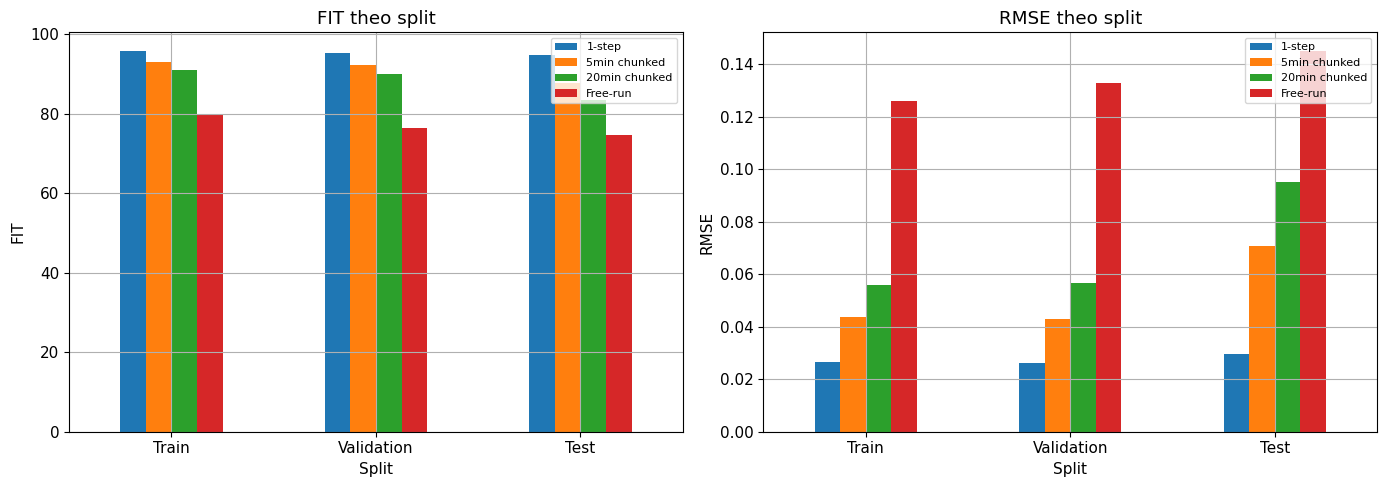 FIT theo split
100
80
60
40
20
0
FIT
1-step
5min chunked
20min chunked
Free-run
Train
Validation
Test
Split
RMSE theo split
0.14
0.12
0.10
0.08
0.06
0.04
0.02
0.00
RMSE
1-step
5min chunked
20min chunked
Free-run
Train
Validation
Test
Split